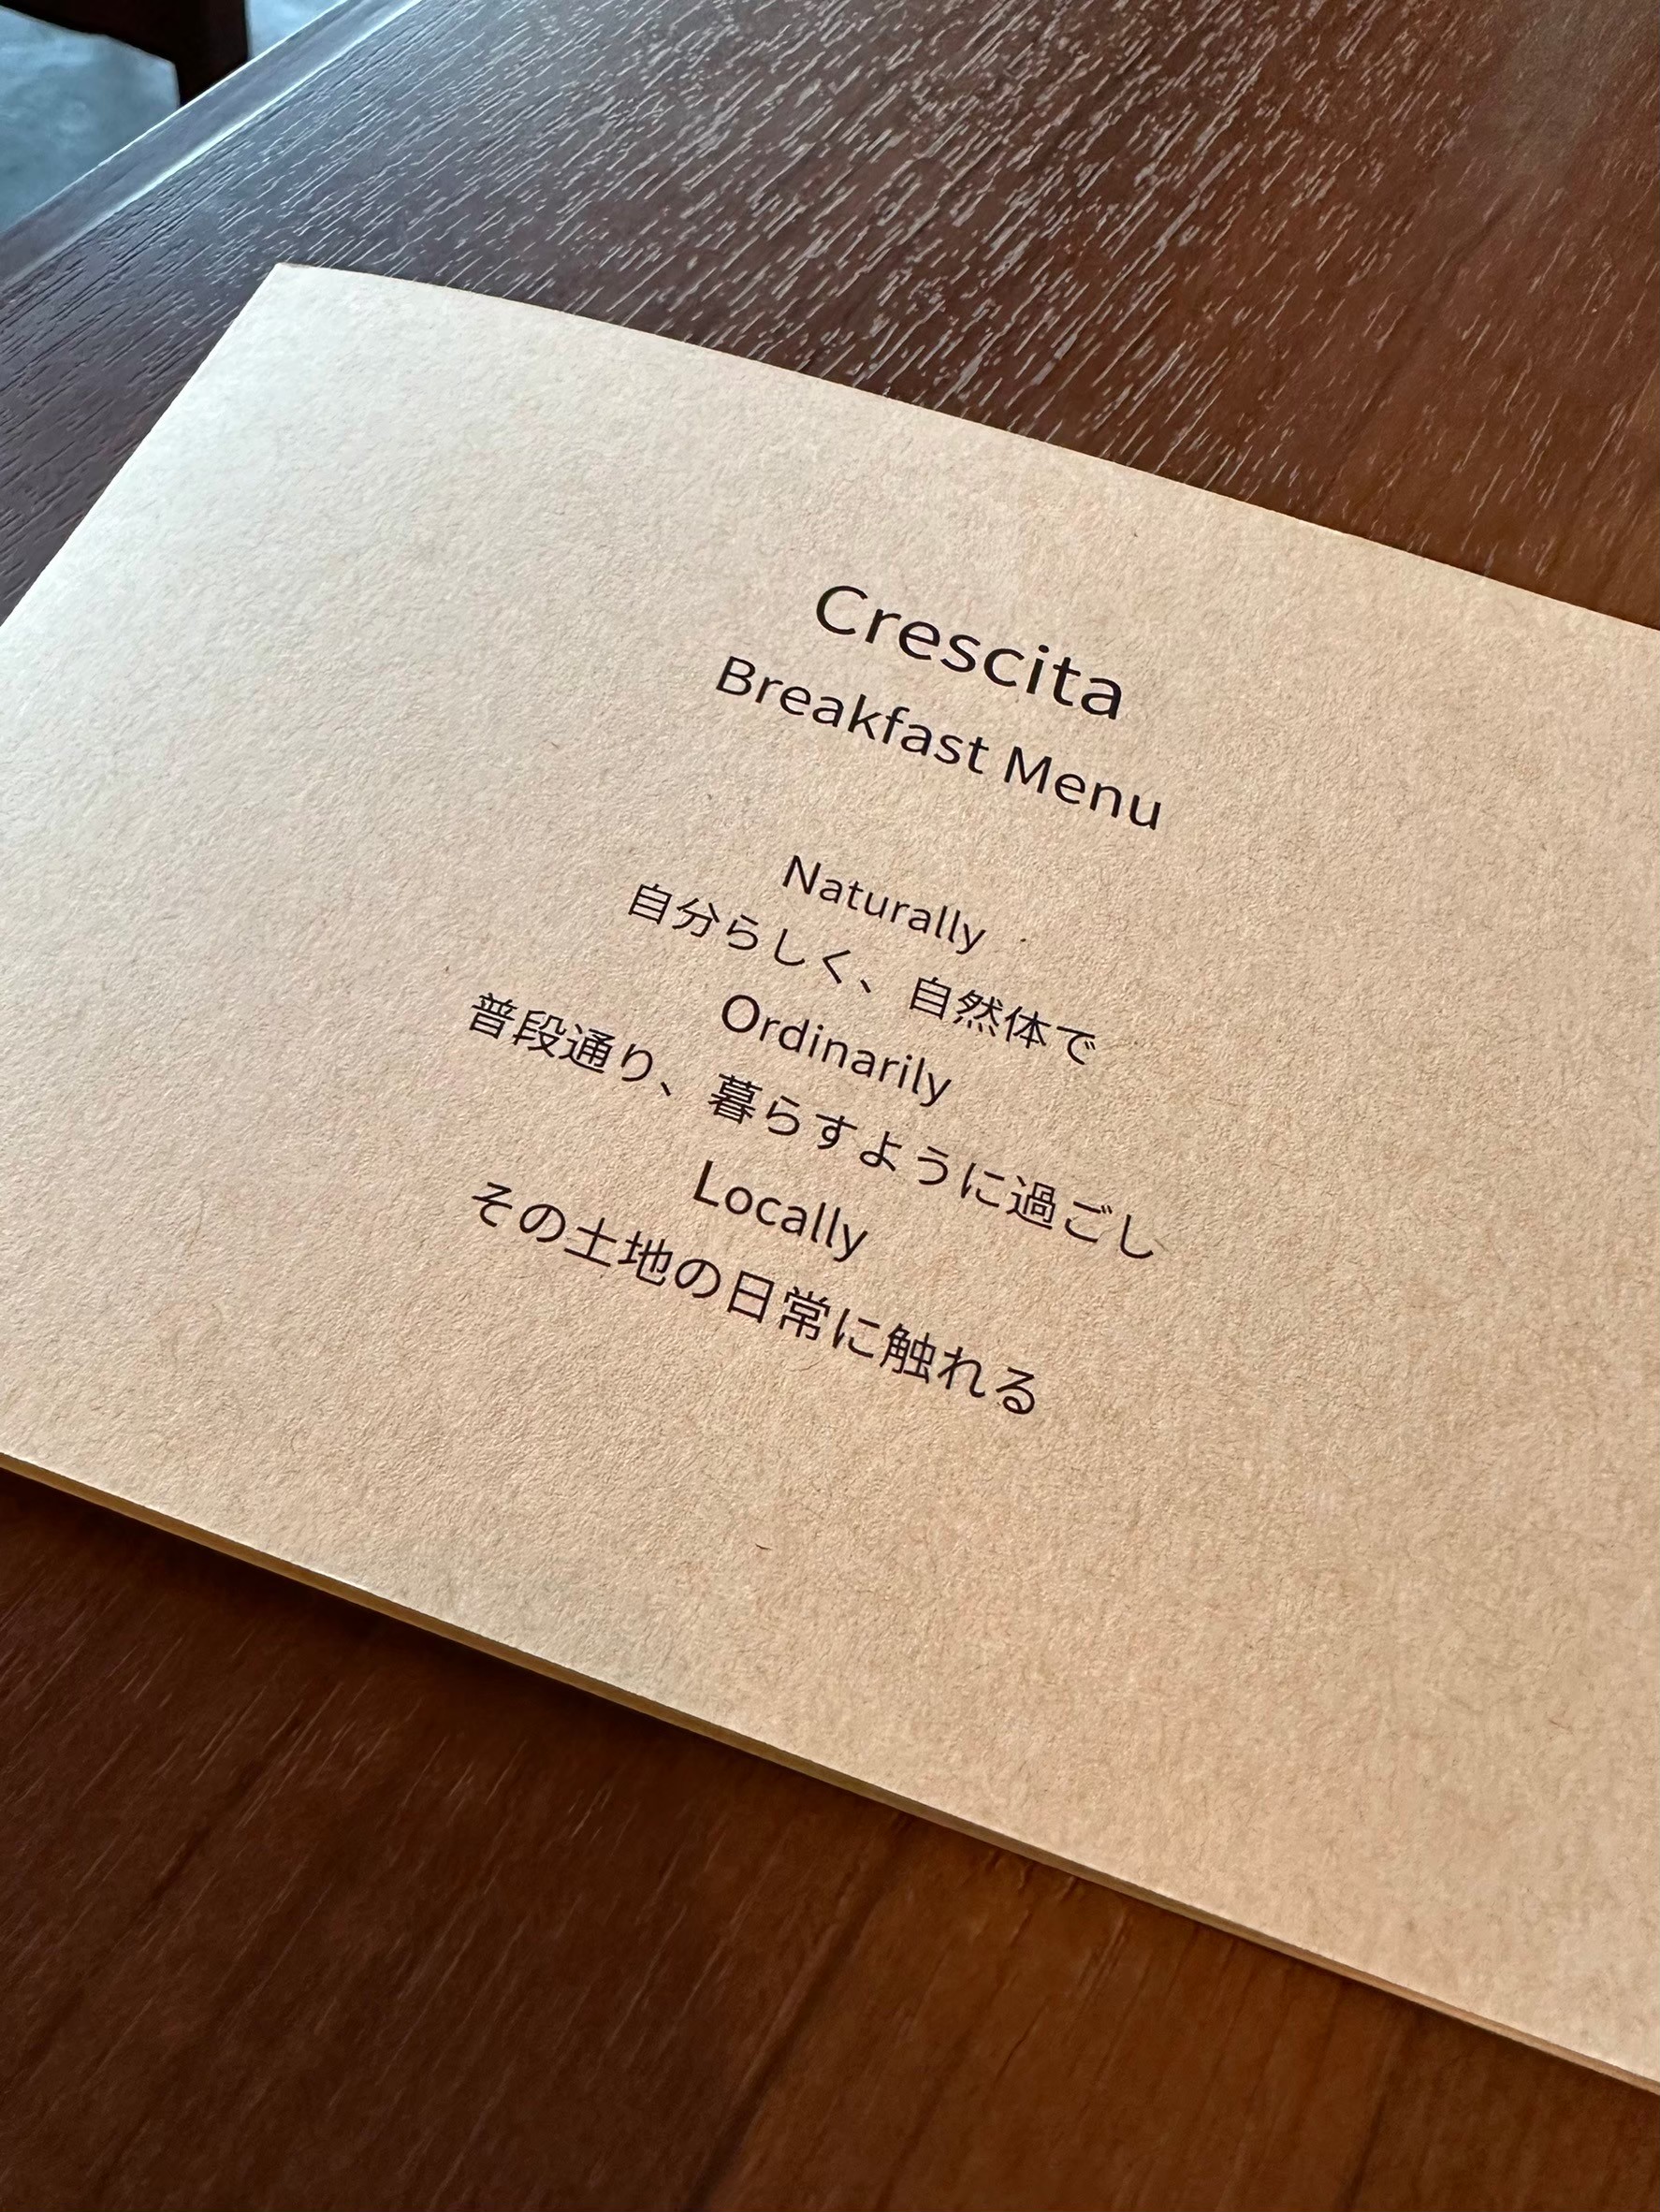 Crescita
Breakfast Menu
Naturally
自分らしく、自然体で
Ordinarily
普段通り、暮らすように過ごし
Locally
その土地の日常に触れる